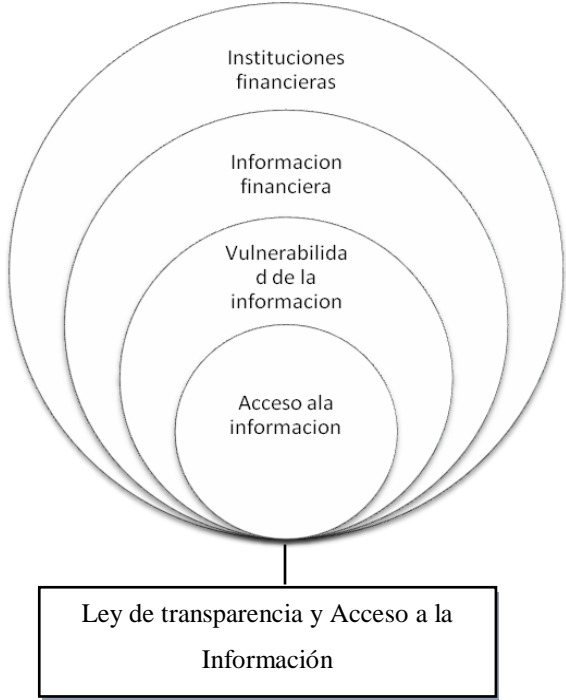 Instituciones
financieras
Informacion
financiera
Vulnerabilida
d de la
informacion
Acceso ala
informacion
Ley de transparencia y Acceso a la
Información